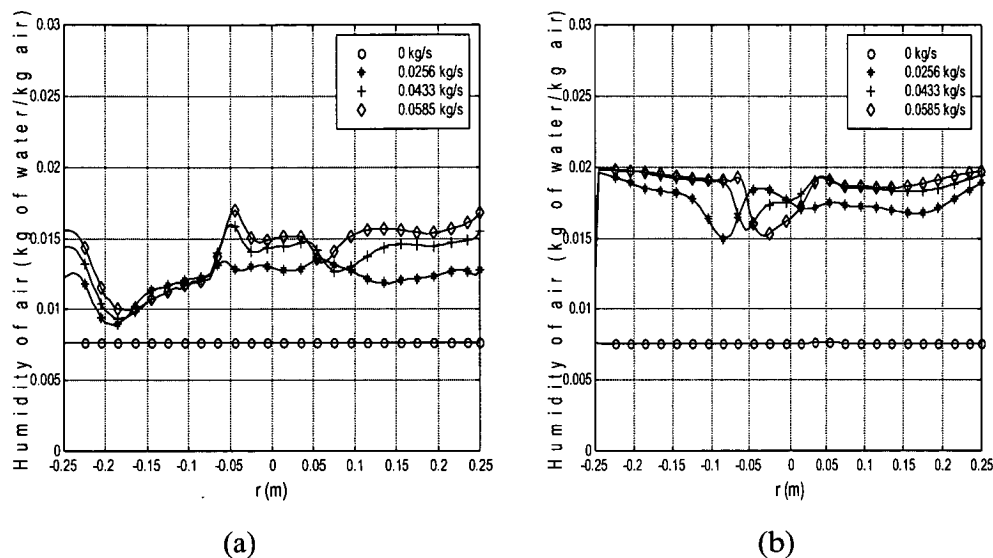 Humidity of air (kg of water/kg air)
0.03
0.025
0.02
0.015
0.01
0.005
0
-0.25 -0.2 -0.15 -0.1 -0.05 0 0.05 0.1 0.15 0.2 0.25
r (m)
0 kg/s
0.0256 kg/s
0.0433 kg/s
0.0585 kg/s
(a)
Humidity of air (kg of water/kg air)
0.03
0.025
0.02
0.015
0.01
0.005
0
-0.25 -0.2 -0.15 -0.1 -0.05 0 0.05 0.1 0.15 0.2 0.25
r (m)
0 kg/s
0.0256 kg/s
0.0433 kg/s
0.0585 kg/s
(b)